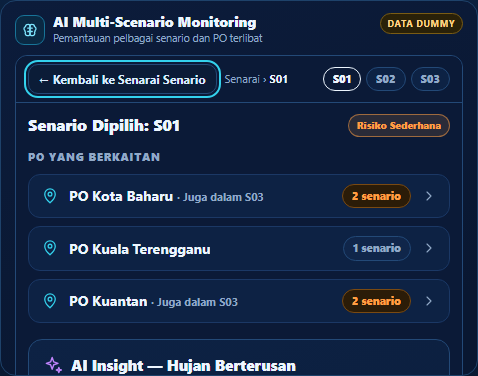 AI Multi-Scenario Monitoring
DATA DUMMY
Pemantauan pelbagai senario dan PO terlibat
← Kembali ke Senarai Senario
Senarai › S01
S01
S02
S03
Senario Dipilih: S01
Risiko Sederhana
PO YANG BERKAITAN
PO Kota Baharu · Juga dalam S03
2 senario
PO Kuala Terengganu
1 senario
PO Kuantan · Juga dalam S03
2 senario
AI Insight — Hujan Berterusan